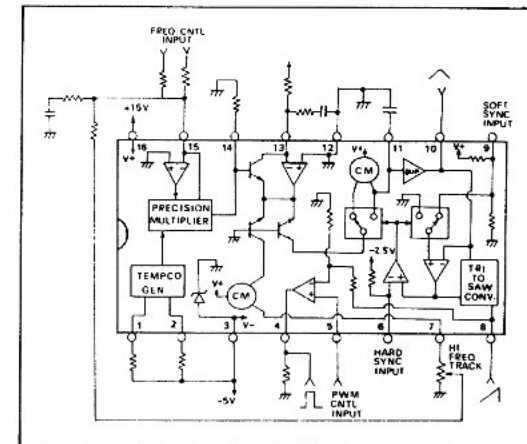 FREQ CNTL
INPUT
+15V
SOFT
SYNC
INPUT
16
15
14
13
12
11
10
9
V+
V+
V+
CM
BUF
PRECISION
MULTIPLIER
TEMPCO
GEN
V+
CM
V-
-2.5V
TRI
TO
SAW
CONV.
1
2
3
4
5
6
7
8
-5V
PWM
CNTL
INPUT
HARD
SYNC
INPUT
HI
FREQ
TRACK